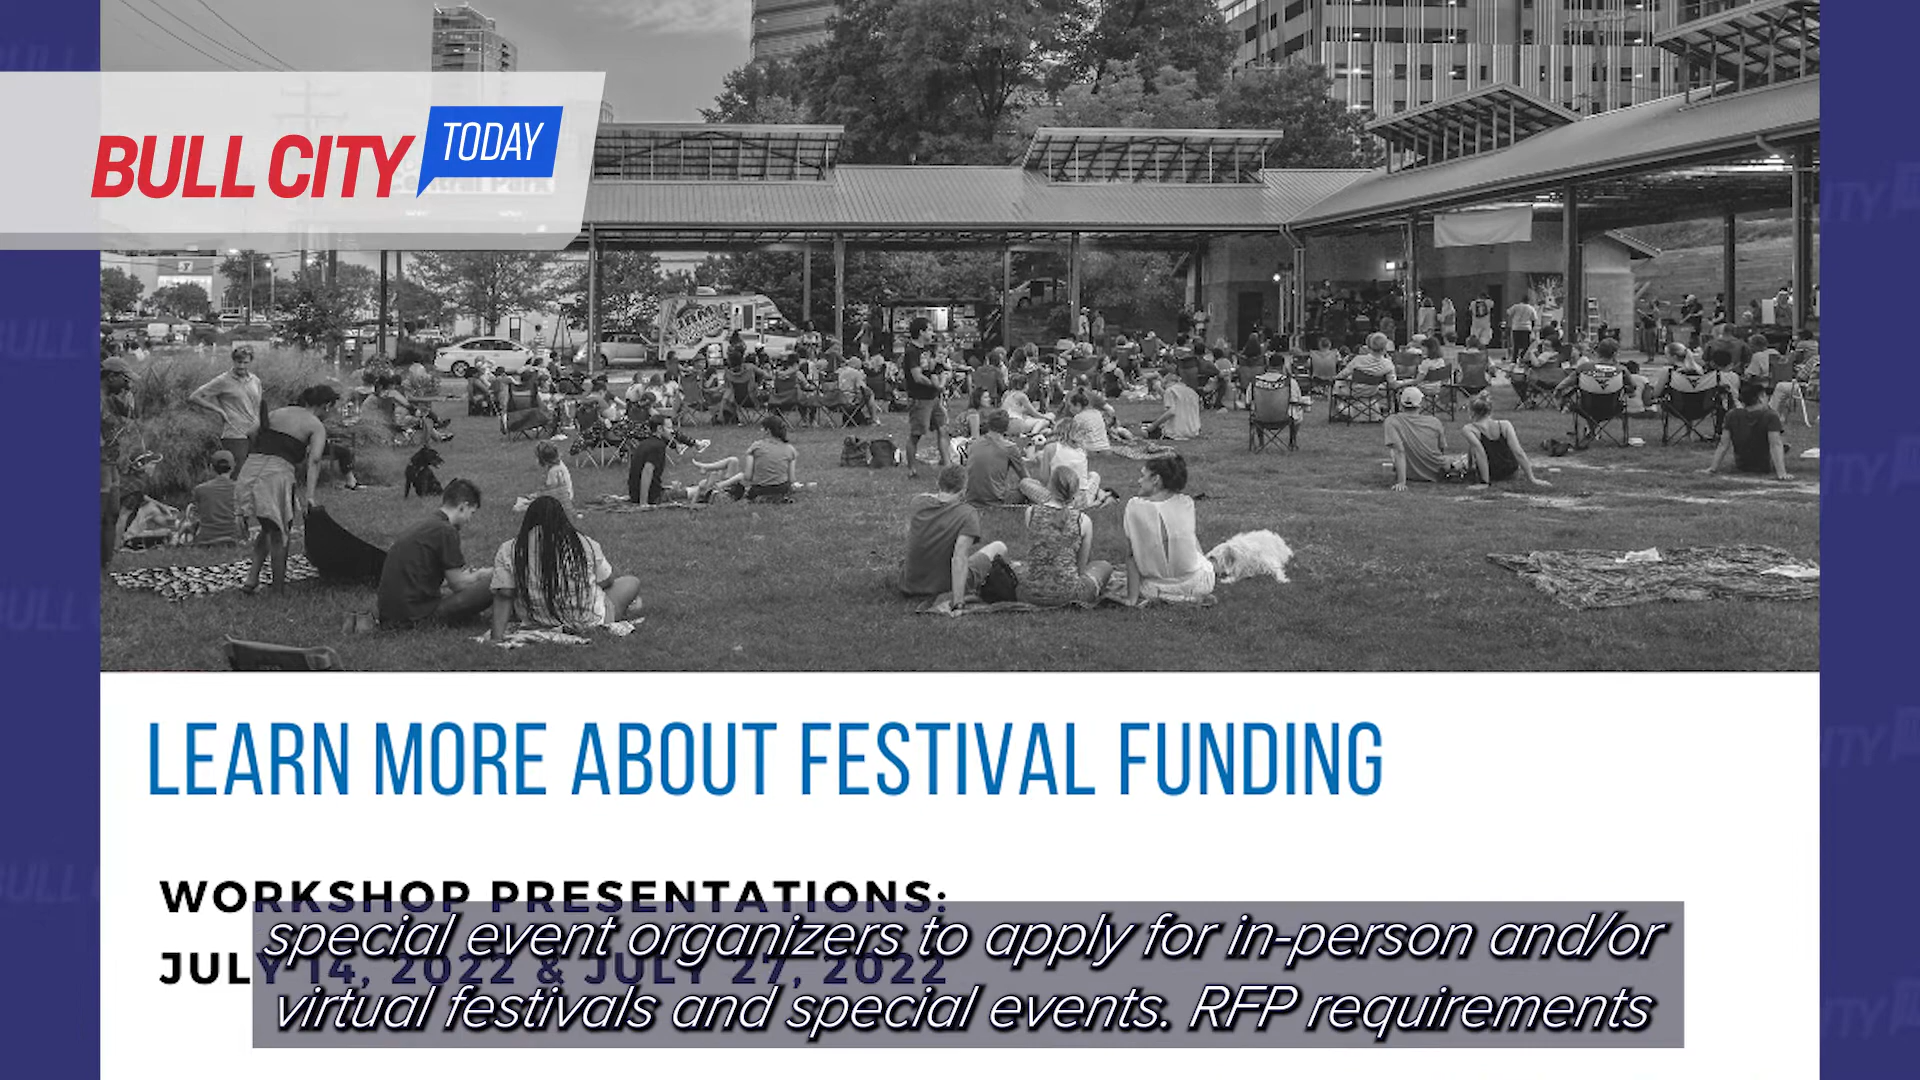 BULL CITY TODAY
LEARN MORE ABOUT FESTIVAL FUNDING
WORKSHOP PRESENTATIONS:
JULY 14, 2022 & JULY 27, 2022
special event organizers to apply for in-person and/or
virtual festivals and special events. RFP requirements